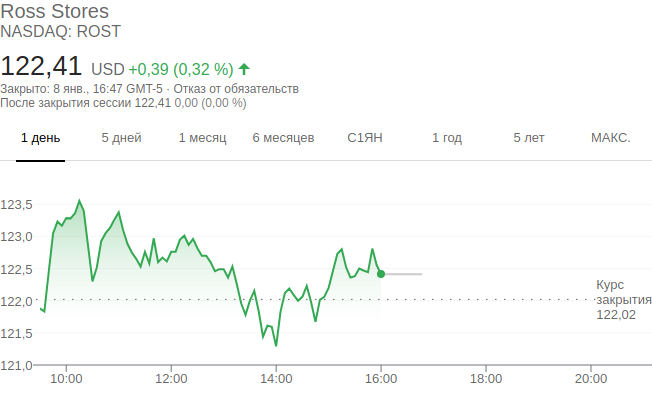 Ross Stores
NASDAQ: ROST
122,41 USD +0,39 (0,32 %)
Закрыто: 8 янв., 16:47 GMT-5 · Отказ от обязательств
После закрытия сессии 122,41 0,00 (0,00 %)
1 день 5 дней 1 месяц 6 месяцев С1ЯН 1 год 5 лет МАКС.
123,5
123,0
122,5
122,0
121,5
121,0
Курс
закрытия
122,02
10:00 12:00 14:00 16:00 18:00 20:00